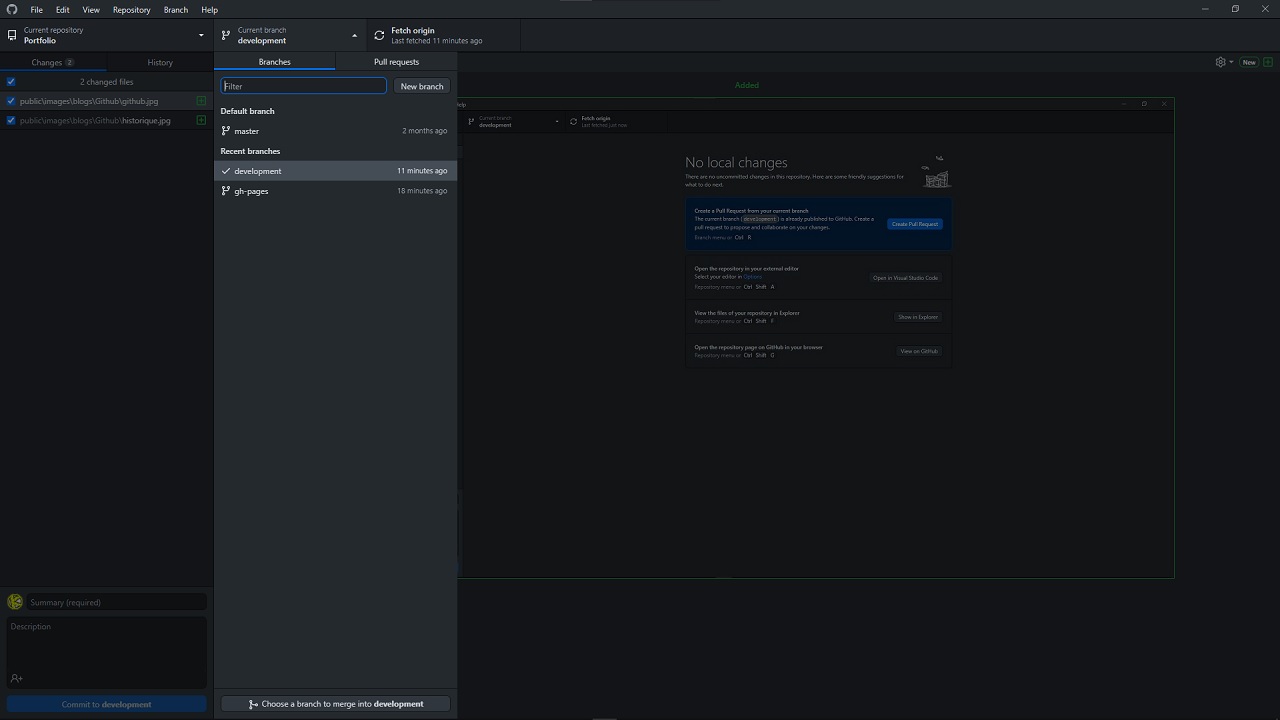 File Edit View Repository Branch Help
Current repository
Portfolio
Current branch
development
Fetch origin
Last fetched 11 minutes ago
Changes 2
History
Branches
Pull requests
New
2 changed files
Filter
New branch
Added
public\images\blogs\Github\github.jpg
public\images\blogs\Github\historique.jpg
Default branch
master 2 months ago
Recent branches
development 11 minutes ago
gh-pages 18 minutes ago
Help
Current branch
development
Fetch origin
Last fetched just now
No local changes
There are no uncommitted changes in this repository. Here are some friendly suggestions for
what to do next.
Create a Pull Request from your current branch
The current branch (development) is already published to GitHub. Create a
pull request to propose and collaborate on your changes.
Branch menu or Ctrl R
Create Pull Request
Open the repository in your external editor
Select your editor in Options
Repository menu or Ctrl Shift A
Open in Visual Studio Code
View the files of your repository in Explorer
Repository menu or Ctrl Shift F
Show in Explorer
Open the repository page on GitHub in your browser
Repository menu or Ctrl Shift G
View on GitHub
Summary (required)
Description
Commit to development
Choose a branch to merge into development